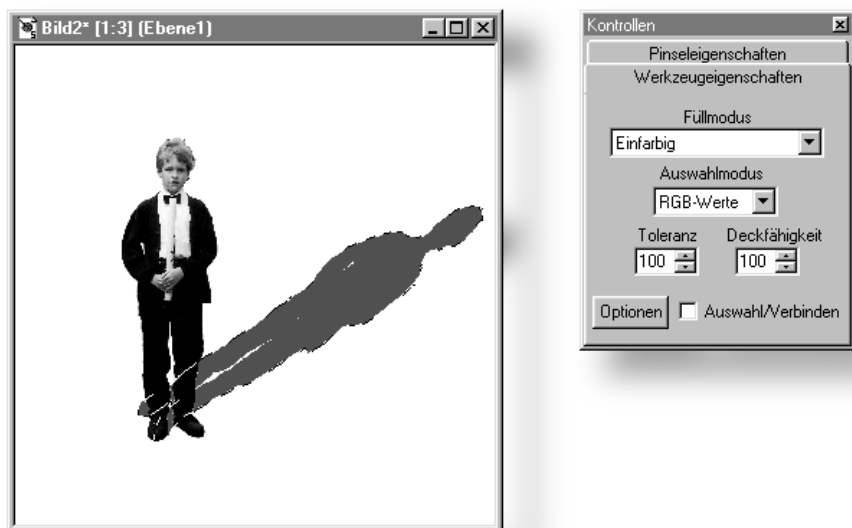 Bild2* [1:3] (Ebene1)
Kontrollen
Pinseleigenschaften
Werkzeugeigenschaften
Füllmodus
Einfarbig
Auswahlmodus
RGB-Werte
Toleranz Deckfähigkeit
100 100
Optionen Auswahl/Verbinden